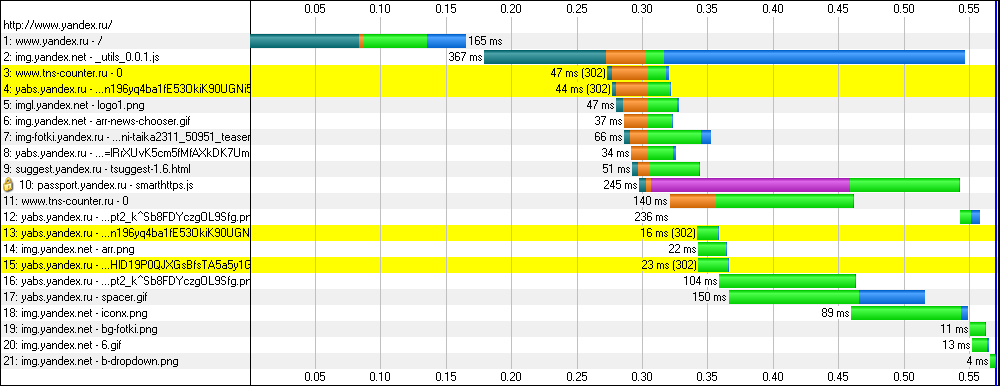 0.05 0.10 0.15 0.20 0.25 0.30 0.35 0.40 0.45 0.50 0.55
http://www.yandex.ru/
1: www.yandex.ru - / 165 ms
2: img.yandex.net - _utils_0.0.1.js 367 ms
3: www.tns-counter.ru - 0 47 ms (302)
4: yabs.yandex.ru - ...n196yq4ba1fE53OkiK90UGNi5 44 ms (302)
5: imgl.yandex.net - logo1.png 47 ms
6: img.yandex.net - arr-news-chooser.gif 37 ms
7: img-fotki.yandex.ru - ...ni-taika2311_50951_teaser 66 ms
8: yabs.yandex.ru - 34 ms
9: suggest.yandex.ru - tsuggest-1.6.html 51 ms
10: passport.yandex.ru - smarthttps.js 245 ms
11: www.tns-counter.ru - 0 140 ms
12: yabs.yandex.ru - ...pt2_k^Sb8FDYczgOL9Sfg.pr 236 ms
13: yabs.yandex.ru - ...n196yq4ba1fE53OkiK90UGN 16 ms (302)
14: img.yandex.net - arr.png 22 ms
15: yabs.yandex.ru - 23 ms (302)
16: yabs.yandex.ru - ...pt2_k^Sb8FDYczgOL9Sfg.pr 104 ms
17: yabs.yandex.ru - spacer.gif 150 ms
18: img.yandex.net - iconx.png 89 ms
19: img.yandex.net - bg-fotki.png 11 ms
20: img.yandex.net - 6.gif 13 ms
21: img.yandex.net - b-dropdown.png 4 ms
0.05 0.10 0.15 0.20 0.25 0.30 0.35 0.40 0.45 0.50 0.55